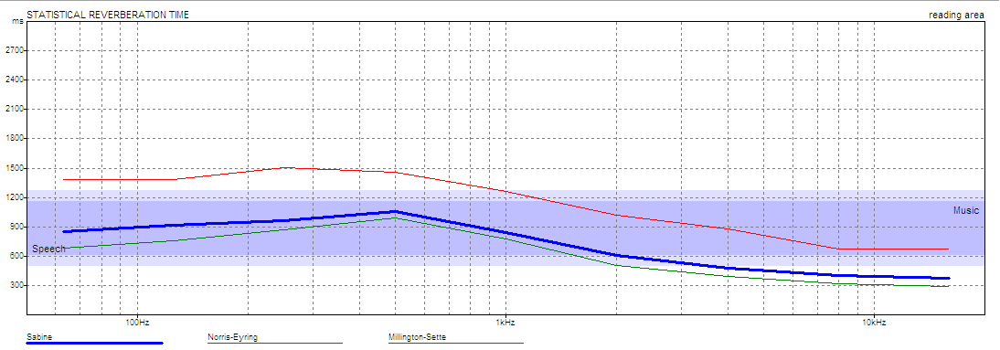 STATISTICAL REVERBERATION TIME
reading area
ms
2700
2400
2100
1800
1500
1200
900
600
300
Music
Speech
100Hz 1kHz 10kHz
Sabine Norris-Eyring Millington-Sette